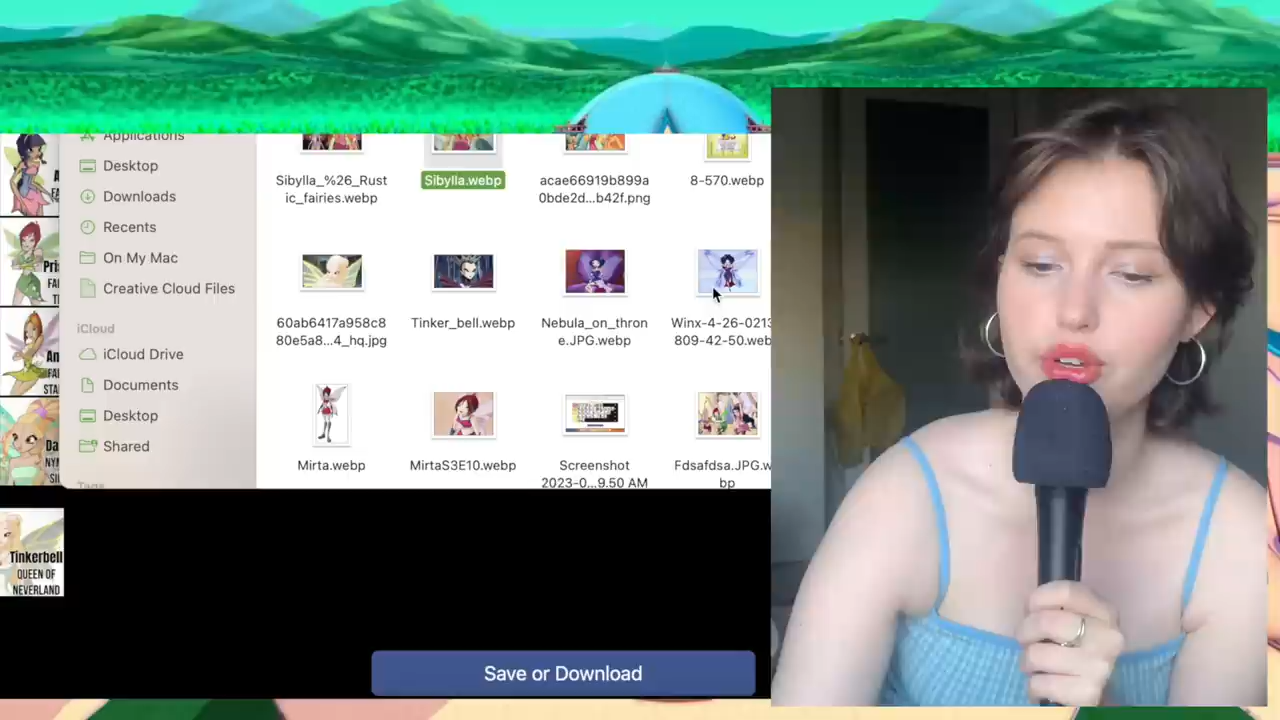 Applications
Desktop
Downloads
Recents
On My Mac
Creative Cloud Files
iCloud
iCloud Drive
Documents
Desktop
Shared
Tags
Sibylla_%26_Rust
ic_fairies.webp
Sibylla.webp
acae66919b899a
0bde2d...b42f.png
8-570.webp
60ab6417a958c8
80e5a8...4_hq.jpg
Tinker_bell.webp
Nebula_on_thron
e.JPG.webp
Winx-4-26-0213
809-42-50.web
Mirta.webp
MirtaS3E10.webp
Screenshot
2023-0...9.50 AM
Fdsafdsa.JPG.w
bp
Tinkerbell
QUEEN OF
NEVERLAND
Save or Download